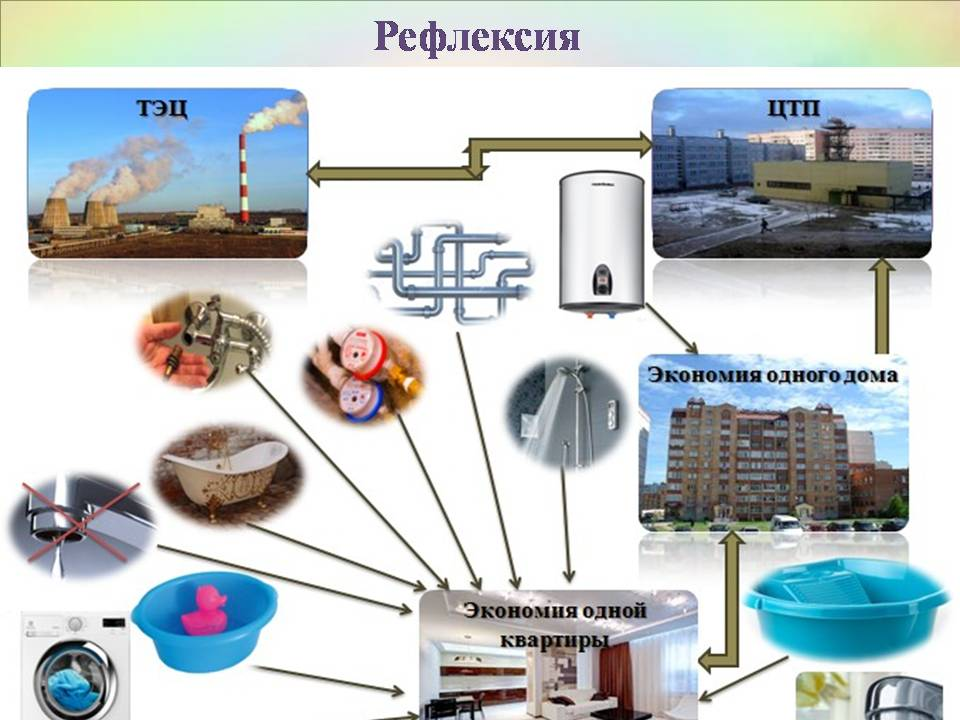 Рефлексия
ТЭЦ
ЦТП
Экономия одного дома
Экономия одной
квартиры